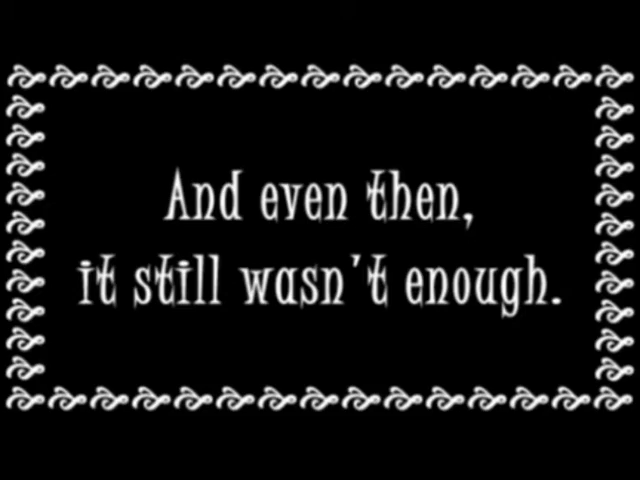 And even then,
it still wasn't enough.